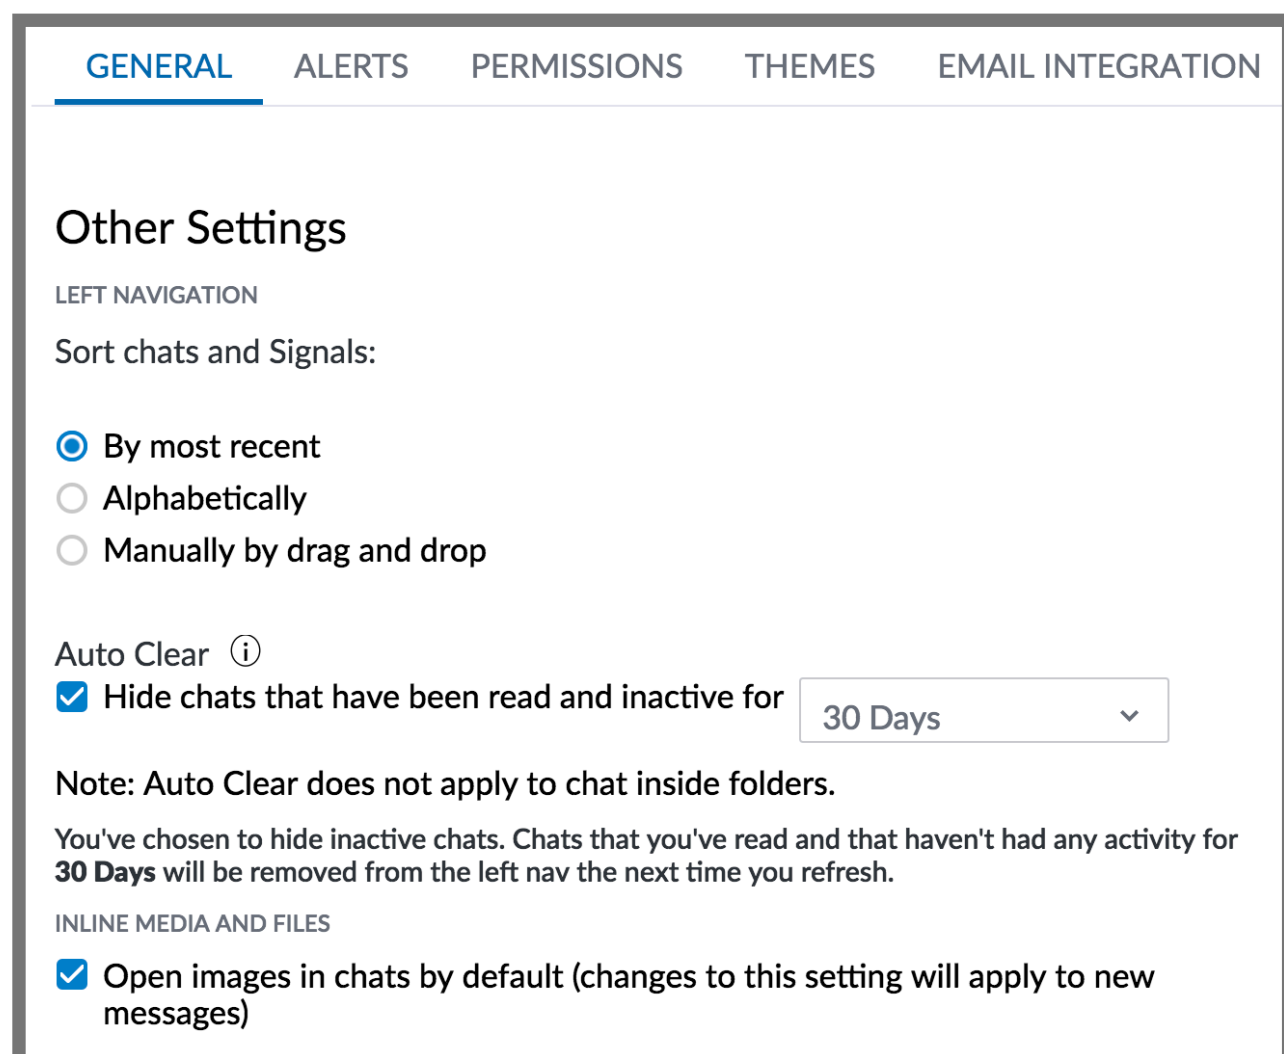 GENERAL ALERTS PERMISSIONS THEMES EMAIL INTEGRATION
Other Settings
LEFT NAVIGATION
Sort chats and Signals:
By most recent
Alphabetically
Manually by drag and drop
Auto Clear
Hide chats that have been read and inactive for 30 Days
Note: Auto Clear does not apply to chat inside folders.
You've chosen to hide inactive chats. Chats that you've read and that haven't had any activity for
30 Days will be removed from the left nav the next time you refresh.
INLINE MEDIA AND FILES
Open images in chats by default (changes to this setting will apply to new
messages)